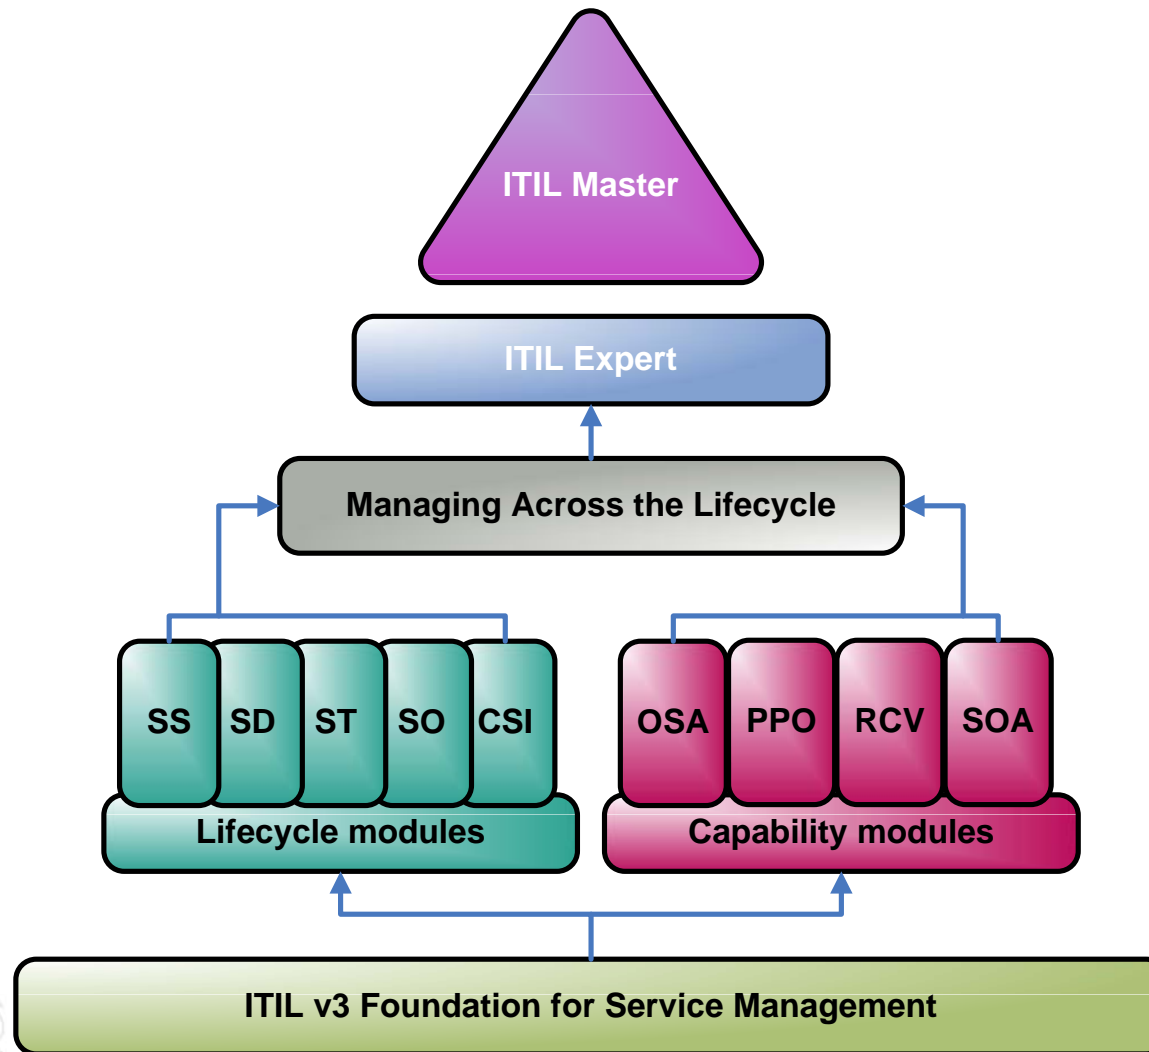 ITIL Master
ITIL Expert
Managing Across the Lifecycle
SS SD ST SO CSI
OSA PPO RCV SOA
Lifecycle modules
Capability modules
ITIL v3 Foundation for Service Management